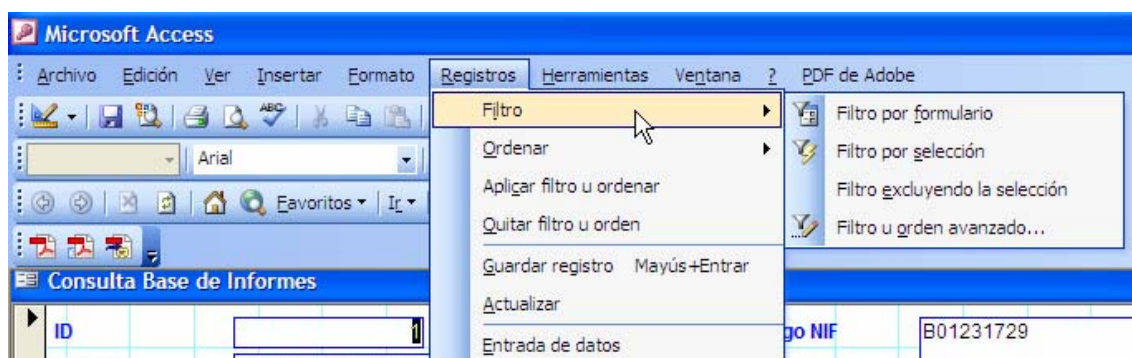 Microsoft Access
Archivo Edición Ver Insertar Formato Registros Herramientas Ventana ? PDF de Adobe
Filtro
Filtro por formulario
Ordenar
Filtro por selección
Arial
Aplicar filtro u ordenar
Filtro excluyendo la selección
Favoritos Ir
Quitar filtro u orden
Filtro u orden avanzado...
Guardar registro Mayús+Entrar
Consulta Base de Informes
Actualizar
ID 1 go NIF B01231729
Entrada de datos